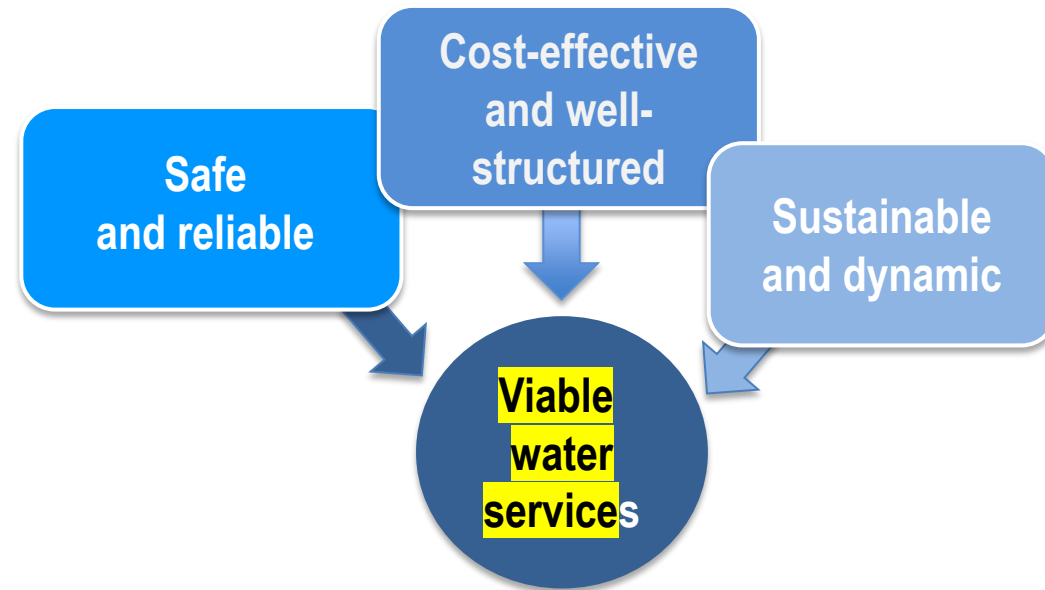 Cost-effective
and well-
structured
Safe
and reliable
Sustainable
and dynamic
Viable
water
services